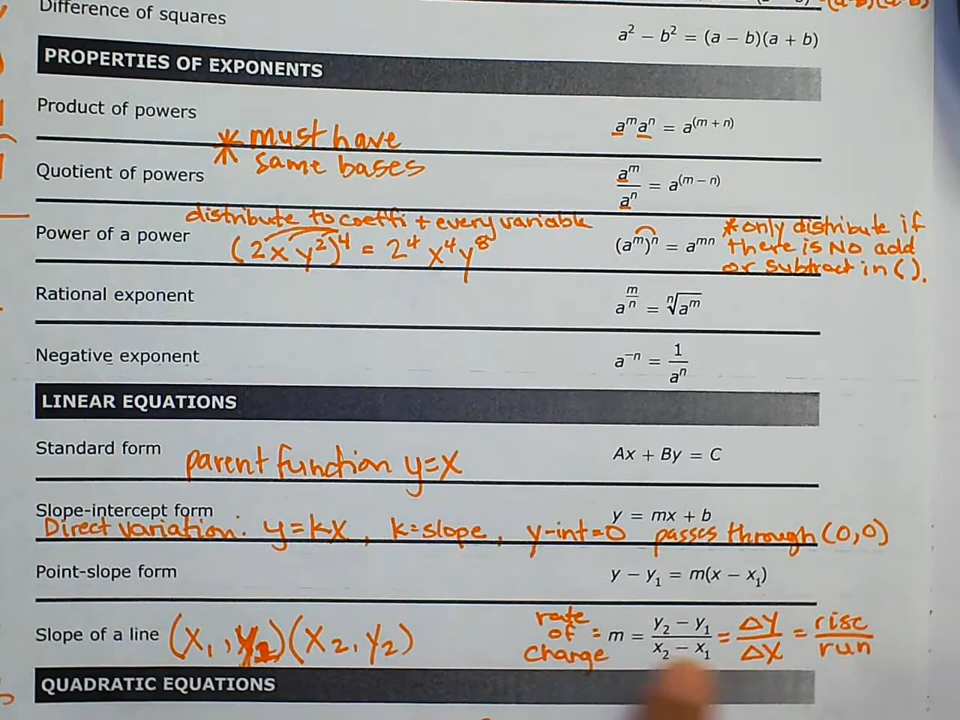 Difference of squares a² − b² = (a − b)(a + b)
PROPERTIES OF EXPONENTS
Product of powers aᵐaⁿ = a⁽ᵐ ⁺ ⁿ⁾
* must have
same bases
Quotient of powers aᵐ/aⁿ = a⁽ᵐ ⁻ ⁿ⁾
distribute to coeffi + every variable
Power of a power (2xy²)⁴ = 2⁴x⁴y⁸ (aᵐ)ⁿ = aᵐⁿ
*only distribute if
there is NO add
or subtract in ( ).
Rational exponent a^(m/n) = ⁿ√aᵐ
Negative exponent a⁻ⁿ = 1/aⁿ
LINEAR EQUATIONS
Standard form parent function y=x Ax + By = C
Slope-intercept form y = mx + b
Direct variation: y=kx, k=slope, y-int=0 passes through (0,0)
Point-slope form y − y₁ = m(x − x₁)
Slope of a line (x₁, y₂)(x₂, y₂) rate of change : m = (y₂ − y₁)/(x₂ − x₁) = Δy/Δx = rise/run
QUADRATIC EQUATIONS